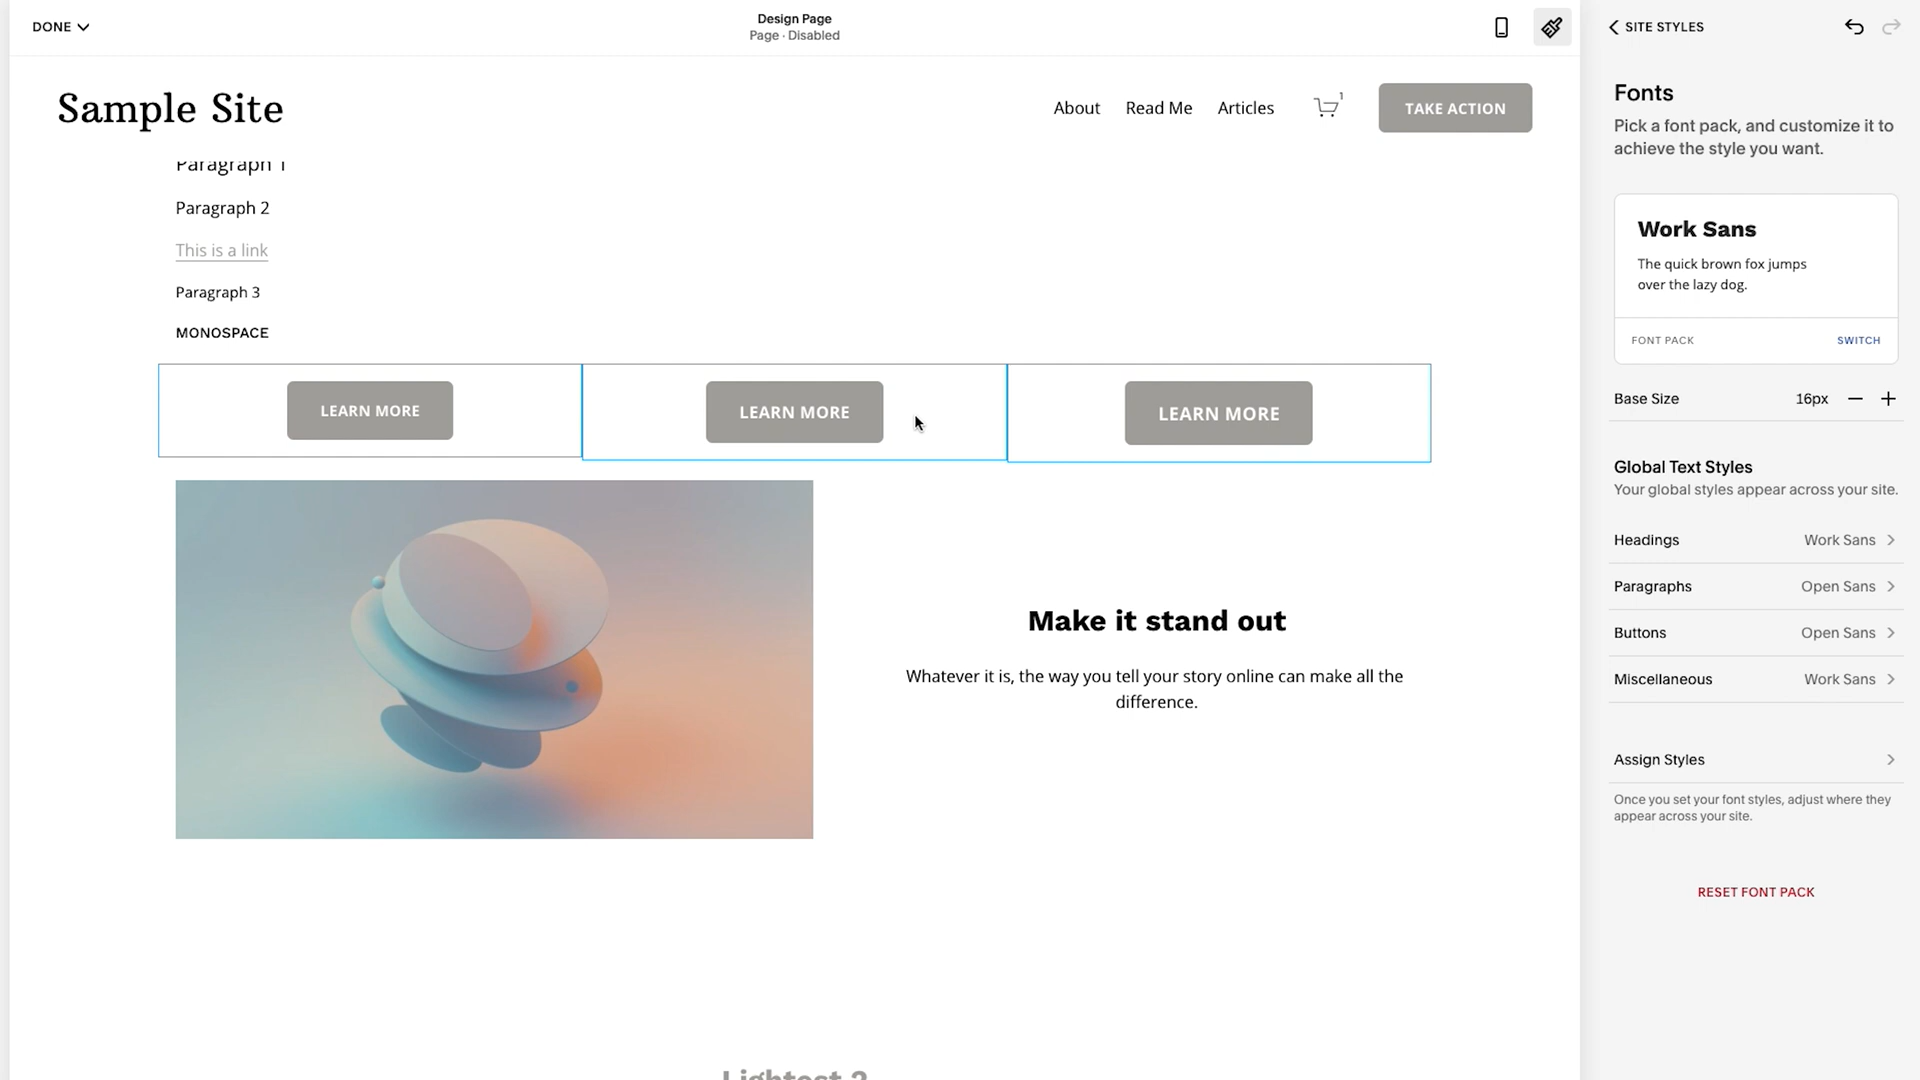 DONE
Design Page
Page · Disabled
SITE STYLES
Sample Site
About
Read Me
Articles
1
TAKE ACTION
Paragraph 1
Paragraph 2
This is a link
Paragraph 3
MONOSPACE
LEARN MORE
LEARN MORE
LEARN MORE
Make it stand out
Whatever it is, the way you tell your story online can make all the
difference.
Lightest 2
Fonts
Pick a font pack, and customize it to
achieve the style you want.
Work Sans
The quick brown fox jumps
over the lazy dog.
FONT PACK
SWITCH
Base Size
16px
Global Text Styles
Your global styles appear across your site.
Headings
Work Sans
Paragraphs
Open Sans
Buttons
Open Sans
Miscellaneous
Work Sans
Assign Styles
Once you set your font styles, adjust where they
appear across your site.
RESET FONT PACK